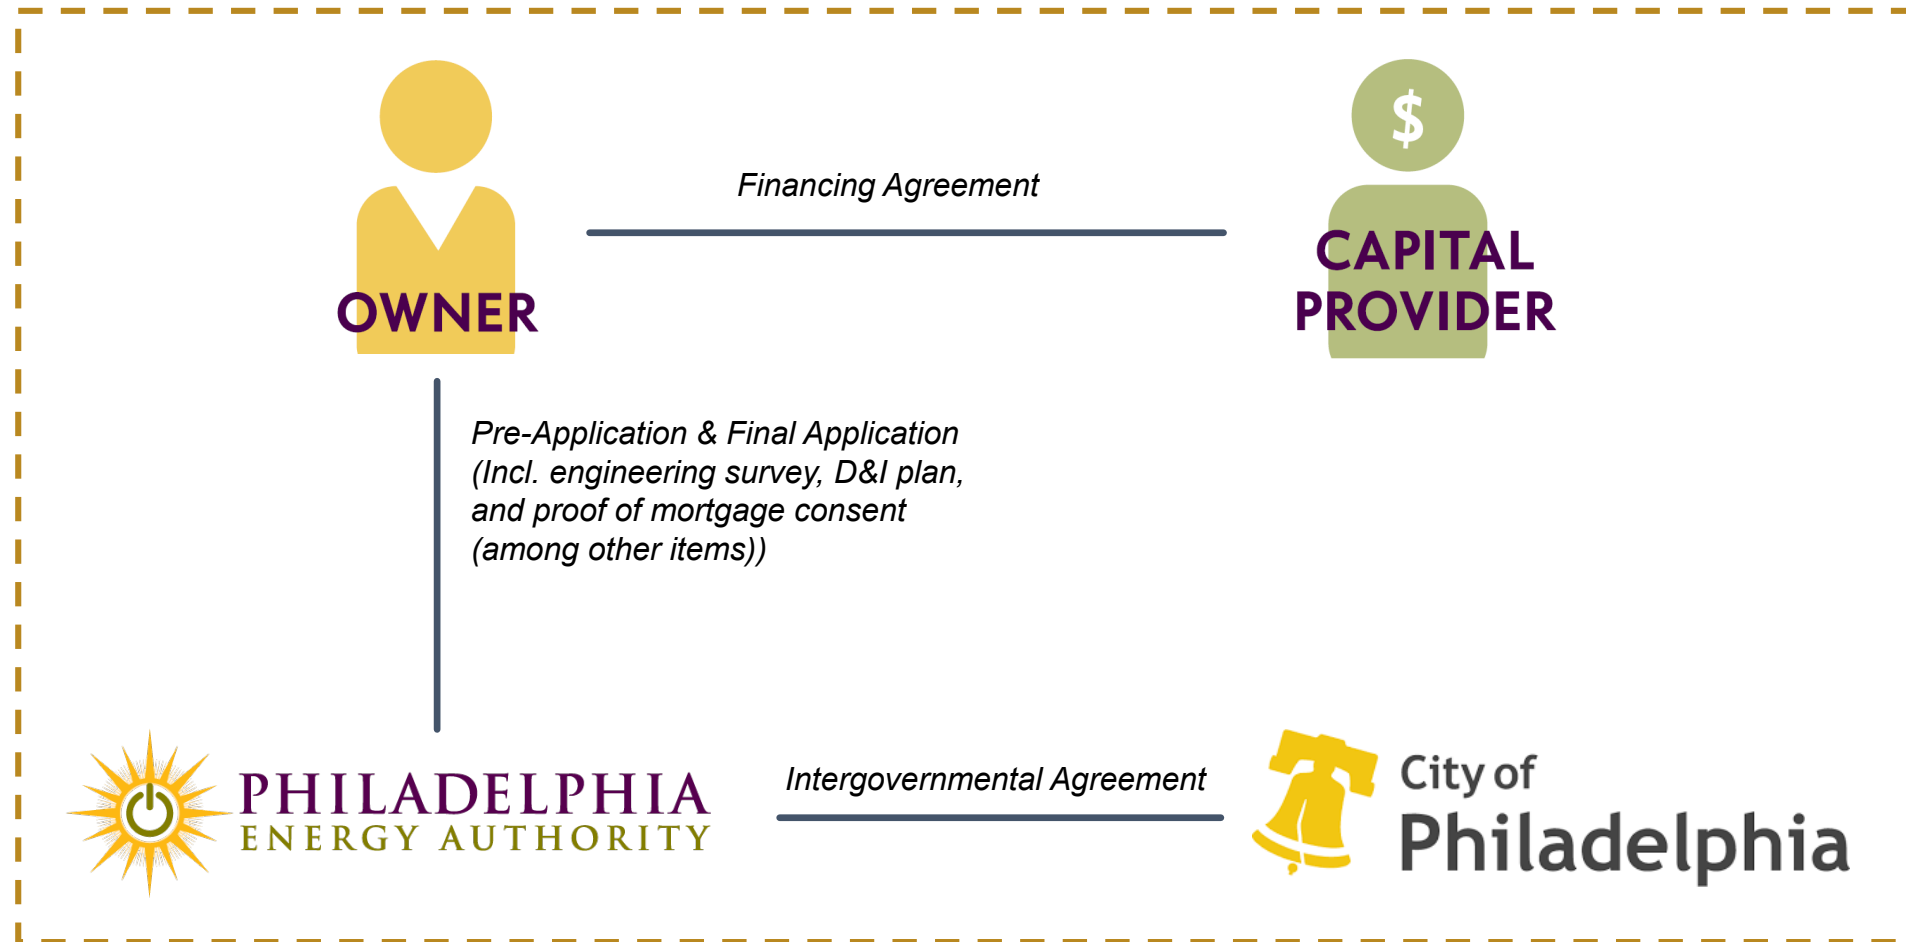 Financing Agreement
$
OWNER
CAPITAL
PROVIDER
Pre-Application & Final Application
(Incl. engineering survey, D&I plan,
and proof of mortgage consent
(among other items))
PHILADELPHIA
ENERGY AUTHORITY
Intergovernmental Agreement
City of
Philadelphia